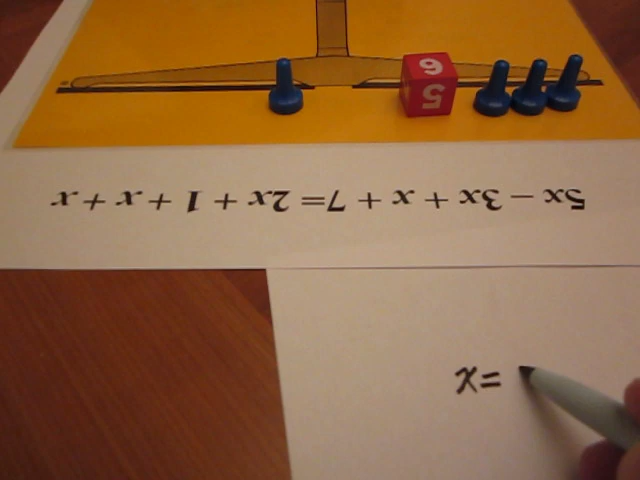 6
5
5x − 3x + x + 7 = 2x + 1 + x + x
x =